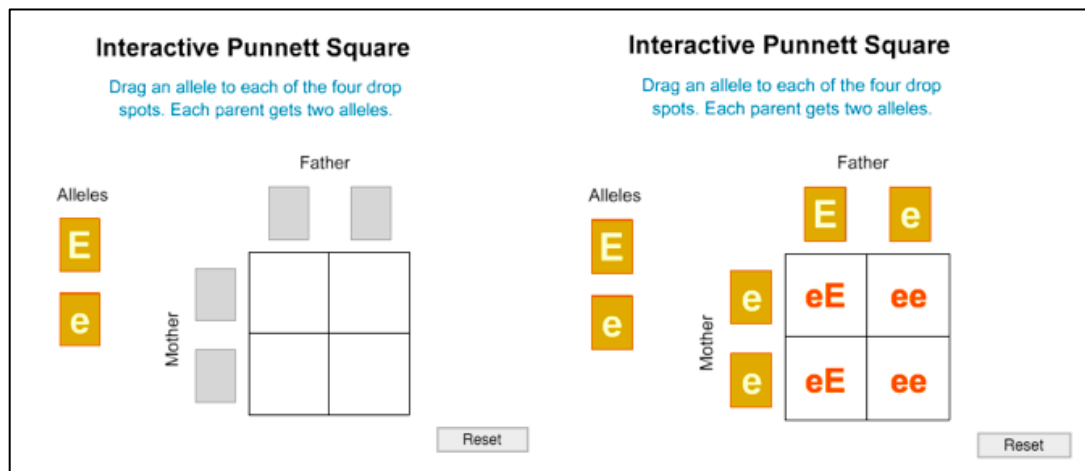 Interactive Punnett Square
Drag an allele to each of the four drop
spots. Each parent gets two alleles.
Father
Alleles
E
e
Mother
Reset
Interactive Punnett Square
Drag an allele to each of the four drop
spots. Each parent gets two alleles.
Father
Alleles
E e
E
e eE ee
e
Mother
e eE ee
Reset